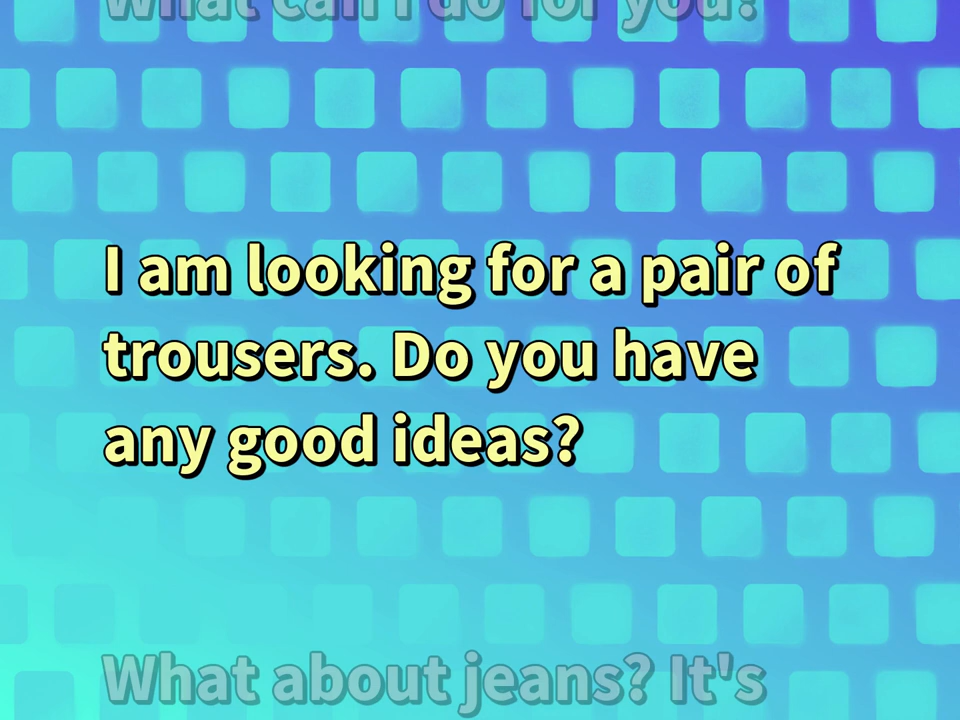 What can I do for you?
I am looking for a pair of
trousers. Do you have
any good ideas?
What about jeans? It's